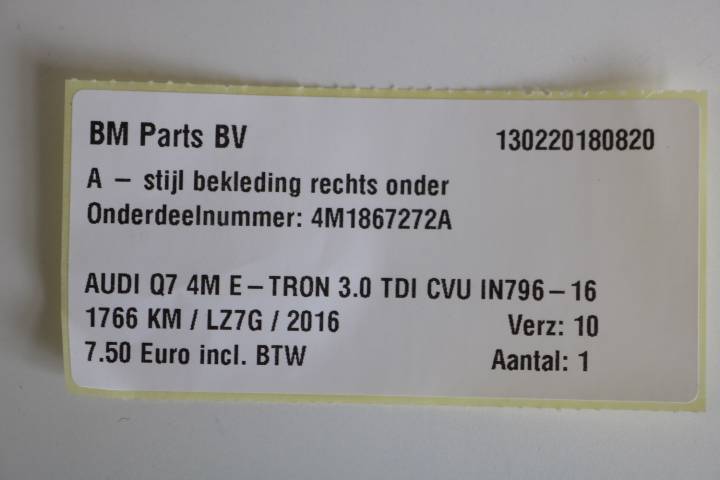 BM Parts BV 130220180820
A – stijl bekleding rechts onder
Onderdeelnummer: 4M1867272A
AUDI Q7 4M E–TRON 3.0 TDI CVU IN796–16
1766 KM / LZ7G / 2016 Verz: 10
7.50 Euro incl. BTW Aantal: 1